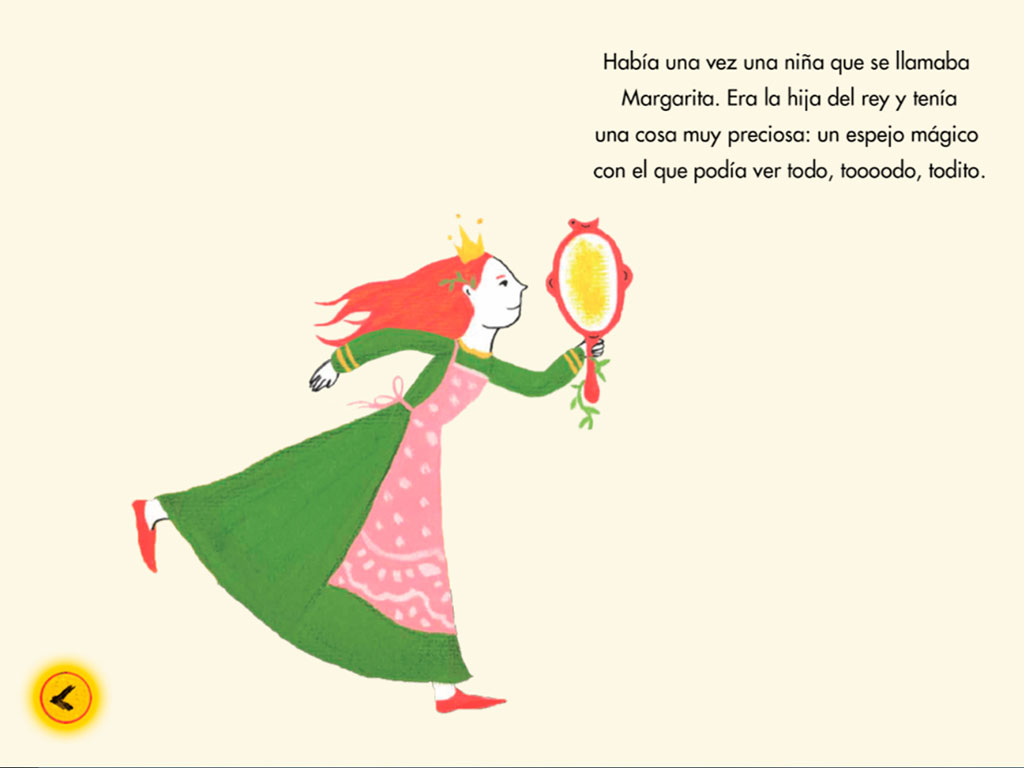 Había una vez una niña que se llamaba
Margarita. Era la hija del rey y tenía
una cosa muy preciosa: un espejo mágico
con el que podía ver todo, toooodo, todito.